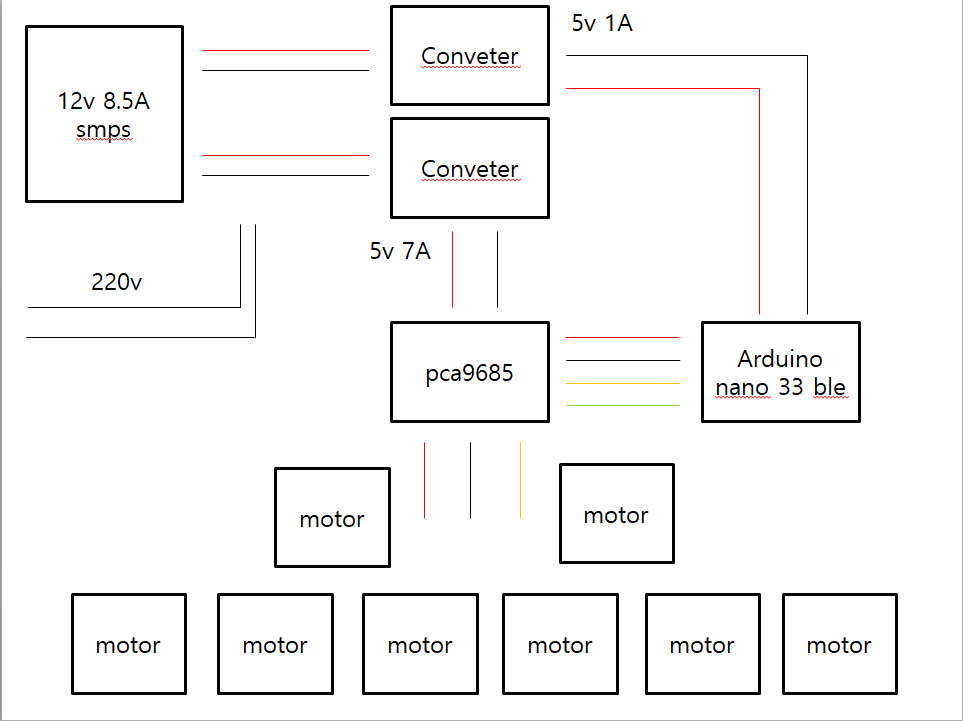 5v 1A
Conveter
12v 8.5A
smps
Conveter
5v 7A
220v
pca9685
Arduino
nano 33 ble
motor
motor
motor
motor
motor
motor
motor
motor